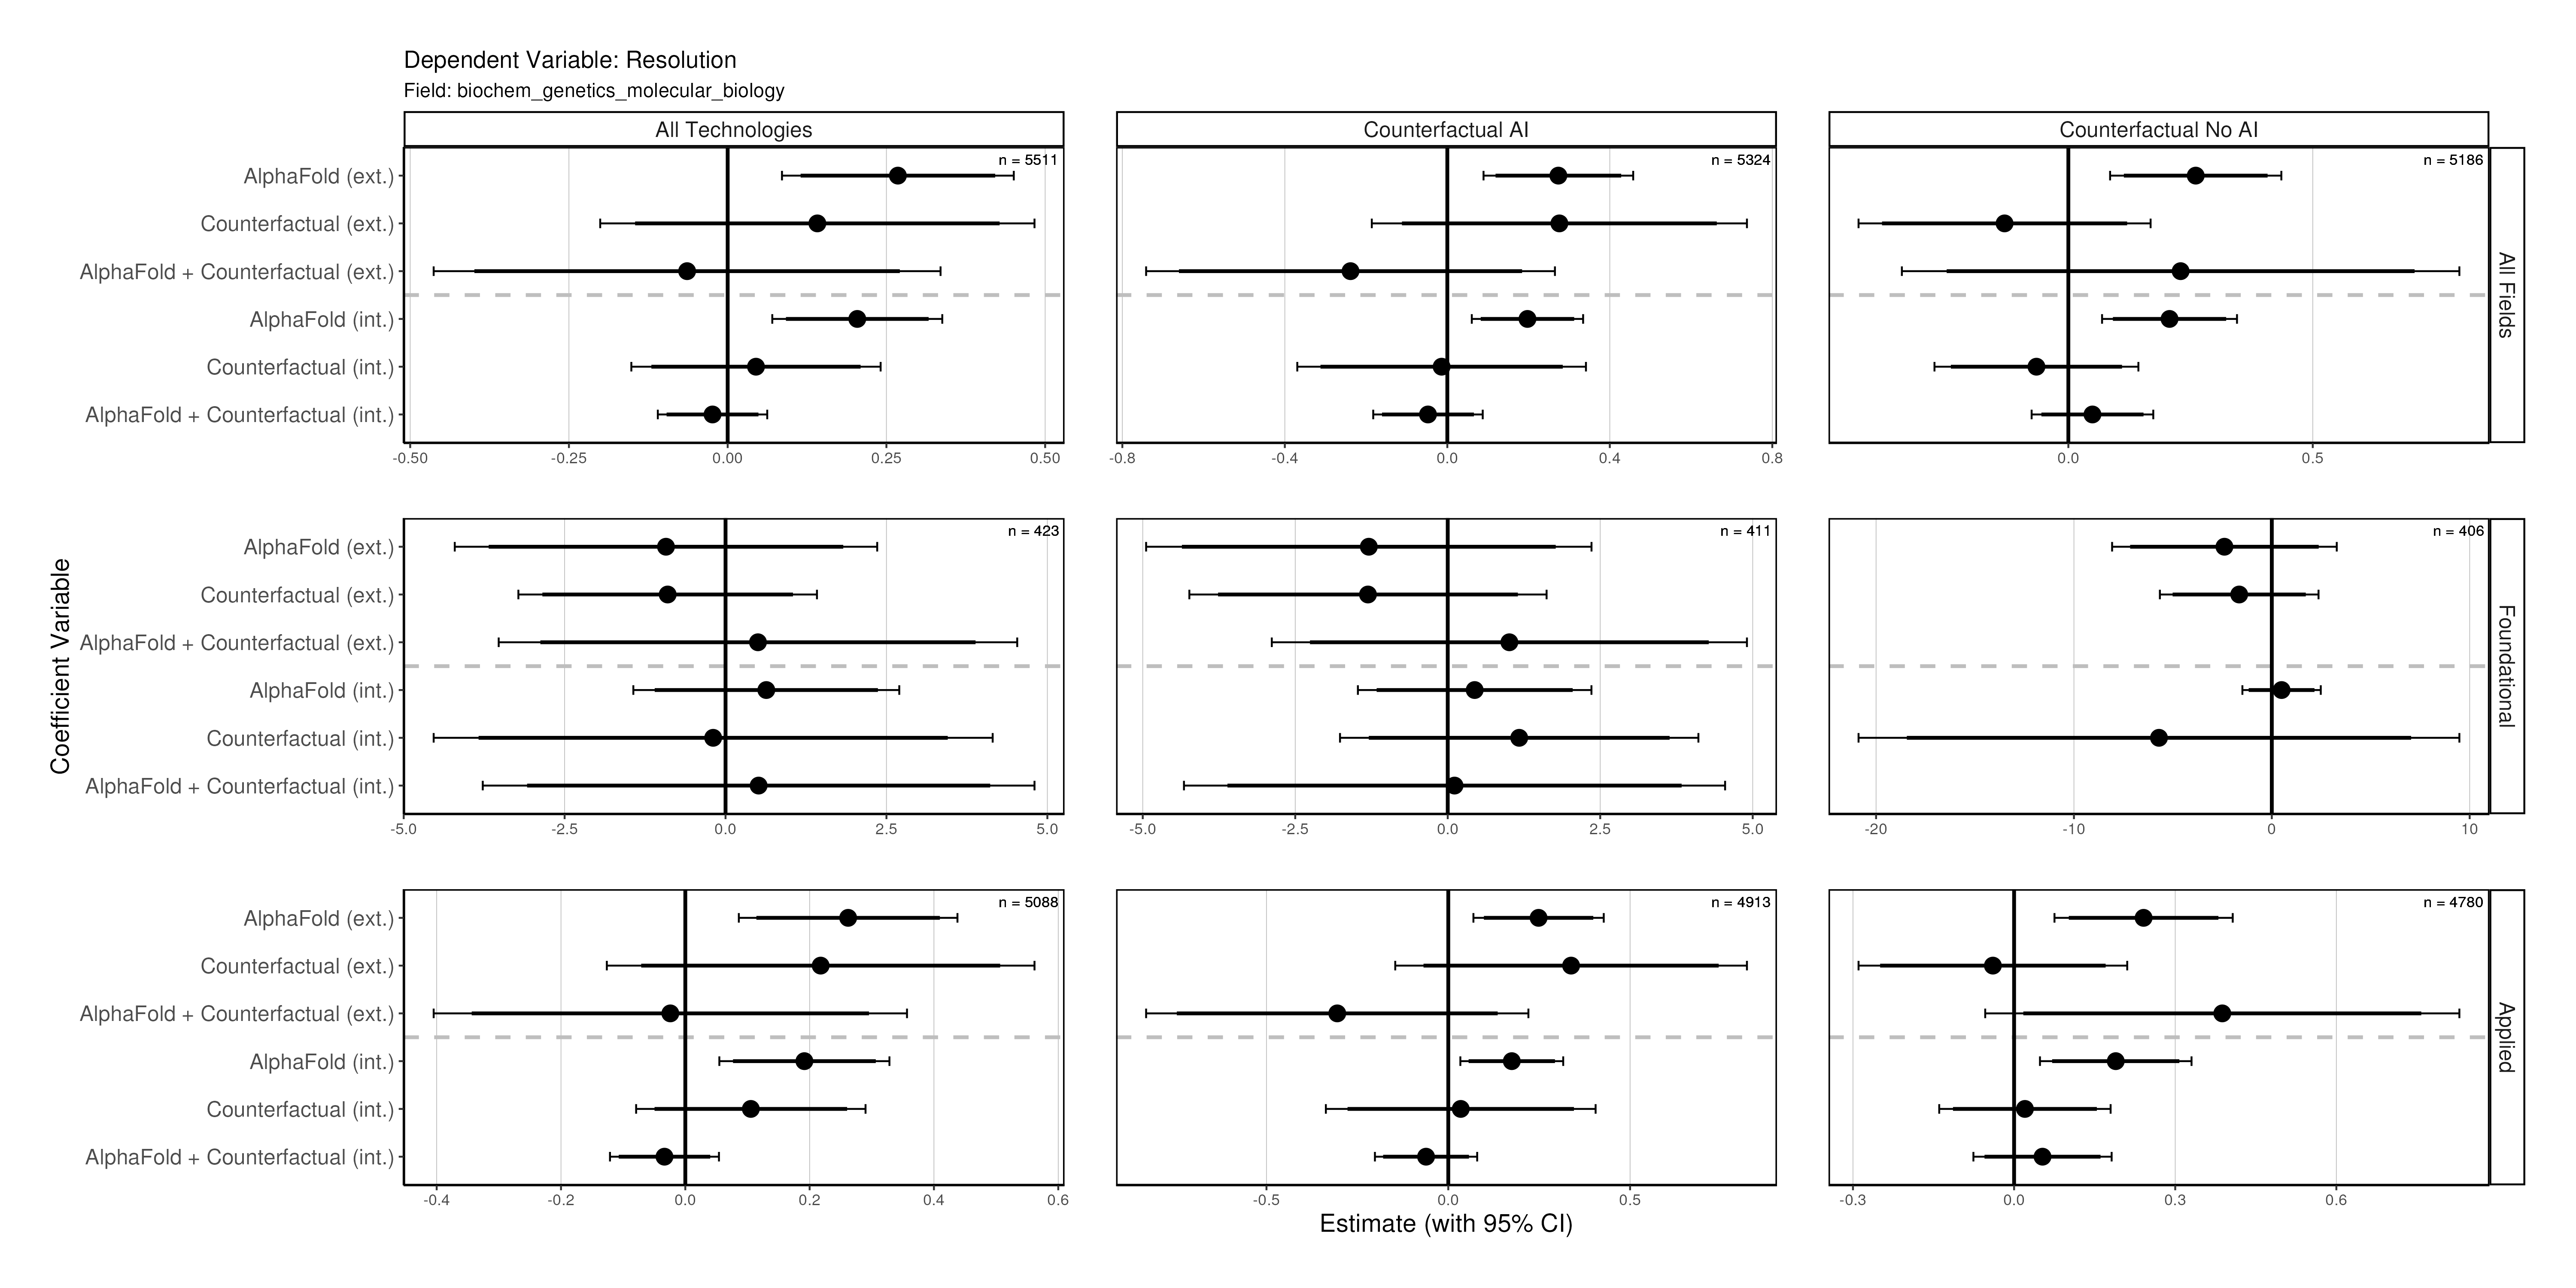 Dependent Variable: Resolution
Field: biochem_genetics_molecular_biology
All Technologies
Counterfactual AI
Counterfactual No AI
n = 5511
n = 5324
n = 5186
AlphaFold (ext.)
Counterfactual (ext.)
AlphaFold + Counterfactual (ext.)
AlphaFold (int.)
Counterfactual (int.)
AlphaFold + Counterfactual (int.)
All Fields
-0.50 -0.25 0.00 0.25 0.50
-0.8 -0.4 0.0 0.4 0.8
0.0 0.5
n = 423
n = 411
n = 406
Coefficient Variable
AlphaFold (ext.)
Counterfactual (ext.)
AlphaFold + Counterfactual (ext.)
AlphaFold (int.)
Counterfactual (int.)
AlphaFold + Counterfactual (int.)
Foundational
-5.0 -2.5 0.0 2.5 5.0
-5.0 -2.5 0.0 2.5 5.0
-20 -10 0 10
n = 5088
n = 4913
n = 4780
AlphaFold (ext.)
Counterfactual (ext.)
AlphaFold + Counterfactual (ext.)
AlphaFold (int.)
Counterfactual (int.)
AlphaFold + Counterfactual (int.)
Applied
-0.4 -0.2 0.0 0.2 0.4 0.6
-0.5 0.0 0.5
-0.3 0.0 0.3 0.6
Estimate (with 95% CI)